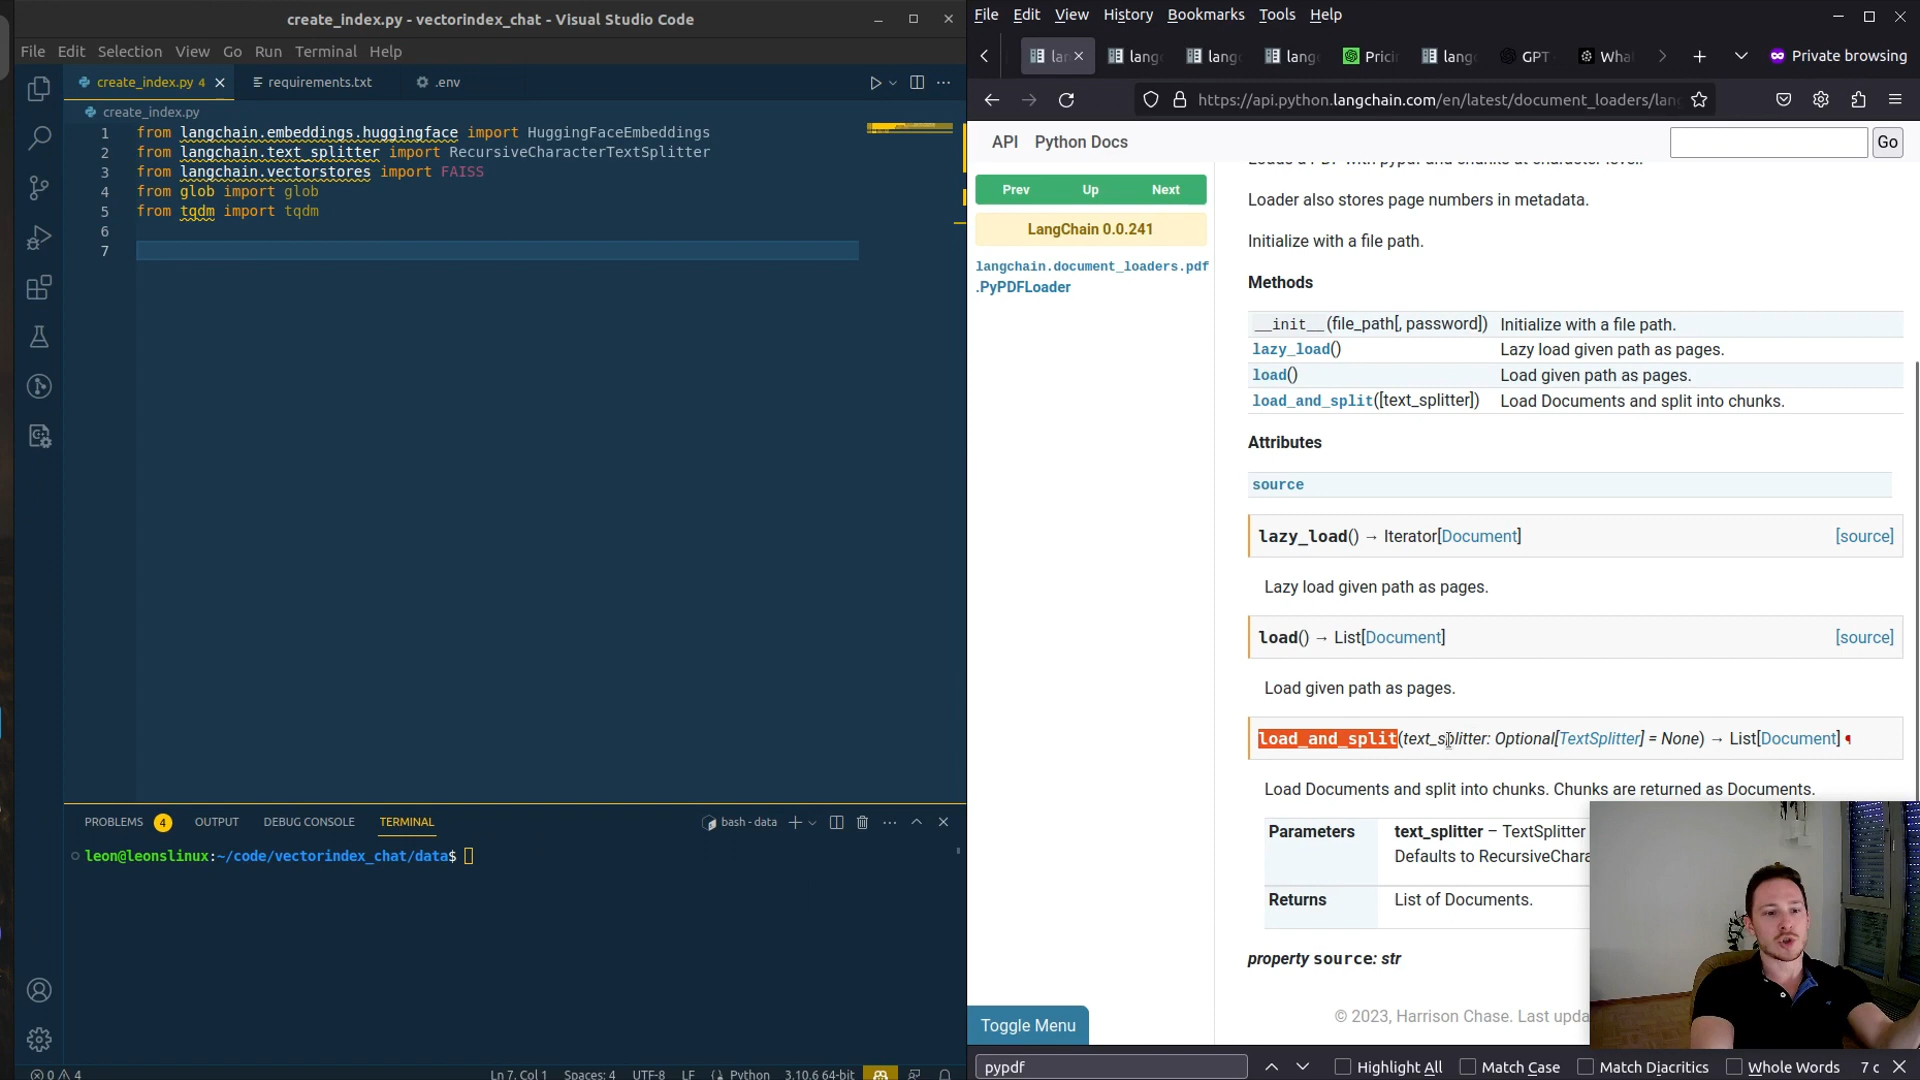 create_index.py - vectorindex_chat - Visual Studio Code
File Edit Selection View Go Run Terminal Help
create_index.py 4
requirements.txt
.env
create_index.py
1 from langchain.embeddings.huggingface import HuggingFaceEmbeddings
2 from langchain.text_splitter import RecursiveCharacterTextSplitter
3 from langchain.vectorstores import FAISS
4 from glob import glob
5 from tqdm import tqdm
6
7
PROBLEMS 4 OUTPUT DEBUG CONSOLE TERMINAL
bash - data
leon@leonslinux:~/code/vectorindex_chat/data$
0 4
Ln 7, Col 1 Spaces: 4 UTF-8 LF Python 3.10.6 64-bit
File Edit View History Bookmarks Tools Help
lan lang lang lang Pricin lang GPT Wha
Private browsing
https://api.python.langchain.com/en/latest/document_loaders/lang
API Python Docs
Go
Prev Up Next
LangChain 0.0.241
langchain.document_loaders.pdf
.PyPDFLoader
Loads a PDF with pypdf and chunks at character level.
Loader also stores page numbers in metadata.
Initialize with a file path.
Methods
__init__(file_path[, password]) Initialize with a file path.
lazy_load() Lazy load given path as pages.
load() Load given path as pages.
load_and_split([text_splitter]) Load Documents and split into chunks.
Attributes
source
lazy_load() → Iterator[Document] [source]
Lazy load given path as pages.
load() → List[Document] [source]
Load given path as pages.
load_and_split(text_splitter: Optional[TextSplitter] = None) → List[Document] ¶
Load Documents and split into chunks. Chunks are returned as Documents.
Parameters text_splitter – TextSplitter
Defaults to RecursiveChara
Returns List of Documents.
property source: str
© 2023, Harrison Chase. Last upda
Toggle Menu
pypdf
Highlight All Match Case Match Diacritics Whole Words 7 o